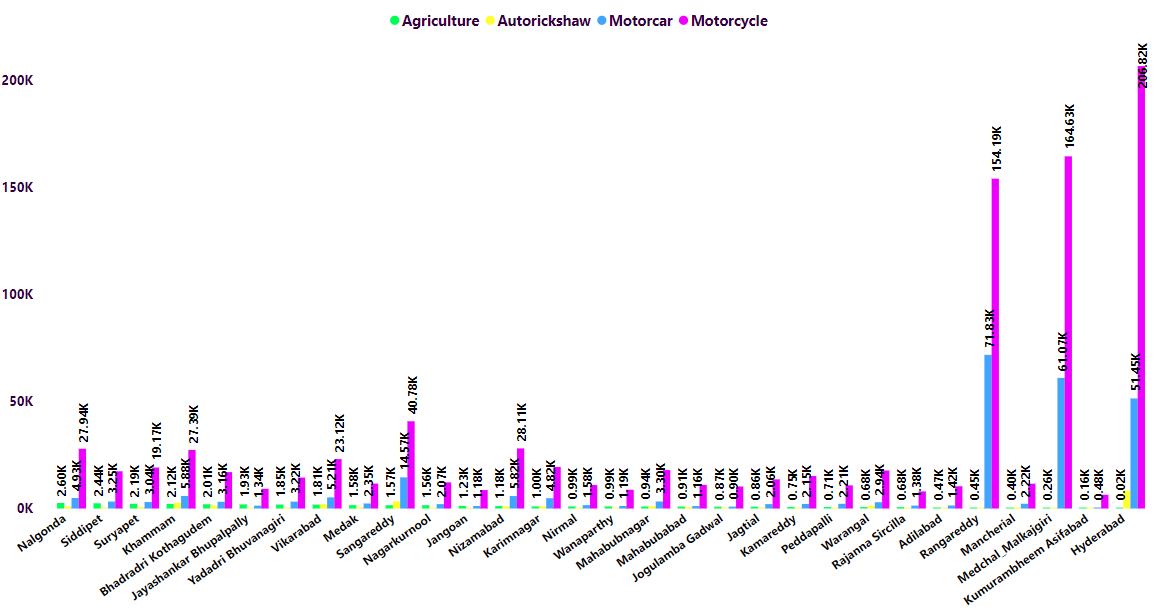 Agriculture Autorickshaw Motorcar Motorcycle
200K
150K
100K
50K
0K
2.60K 4.93K 27.94K
2.44K 3.25K
2.19K 3.04K 19.17K
2.12K 5.88K 27.39K
2.01K 3.16K
1.93K 1.34K
1.85K 3.22K
1.81K 5.21K 23.12K
1.58K 2.35K
1.57K 14.57K 40.78K
1.56K 2.07K
1.23K 1.18K
1.18K 5.82K 28.11K
1.00K 4.82K
0.99K 1.58K
0.99K 1.19K
0.94K 3.30K
0.91K 1.16K
0.87K 0.90K
0.86K 2.06K
0.75K 2.15K
0.71K 2.21K
0.68K 2.94K
0.68K 1.38K
0.47K 1.42K
0.45K 71.83K 154.19K
0.40K 2.22K
0.26K 61.07K 164.63K
0.16K 0.48K
0.02K 51.45K 206.82K
Nalgonda
Siddipet
Suryapet
Khammam
Bhadradri Kothagudem
Jayashankar Bhupalpally
Yadadri Bhuvanagiri
Vikarabad
Medak
Sangareddy
Nagarkurnool
Jangoan
Nizamabad
Karimnagar
Nirmal
Wanaparthy
Mahabubnagar
Mahabubabad
Jogulamba Gadwal
Jagtial
Kamareddy
Peddapalli
Warangal
Rajanna Sircilla
Adilabad
Rangareddy
Mancherial
Medchal_Malkajgiri
Kumurambheem Asifabad
Hyderabad